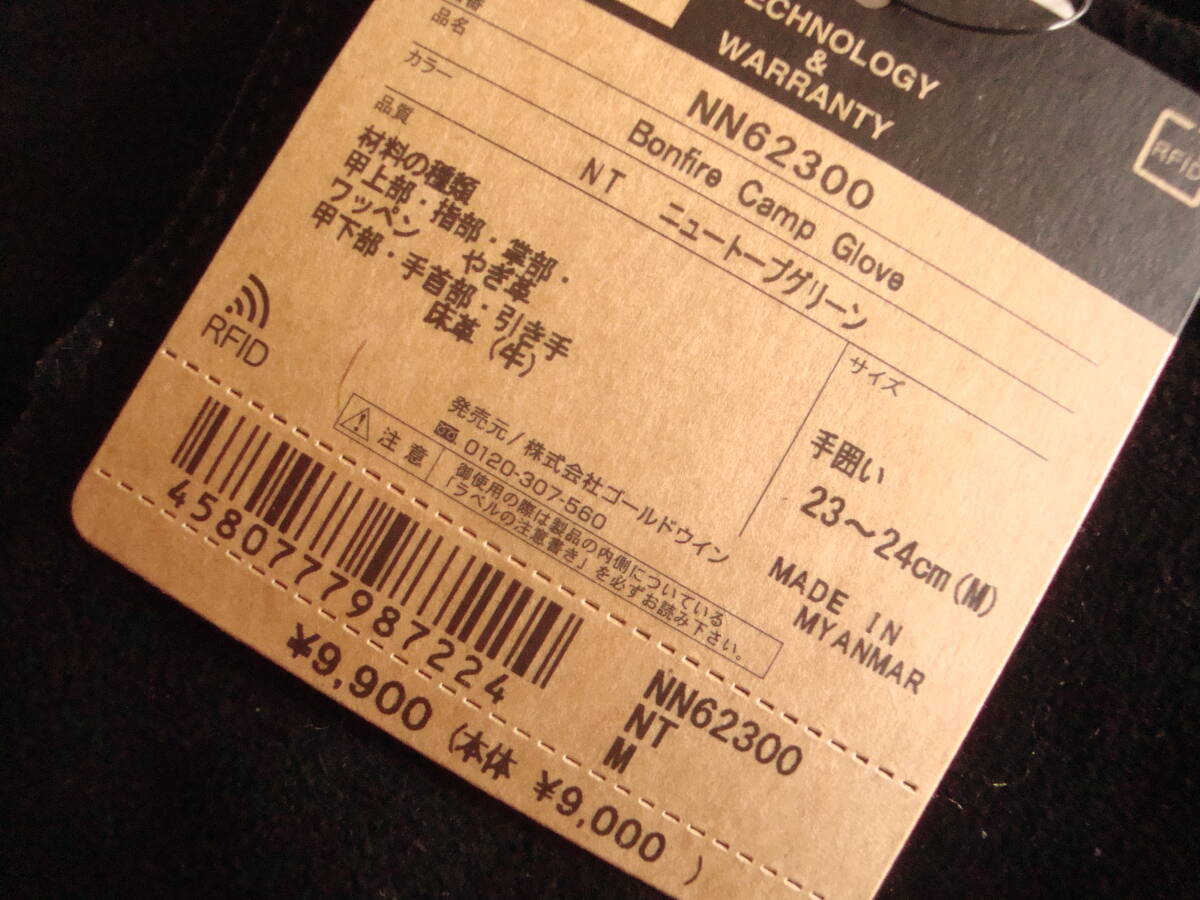 TECHNOLOGY
&
WARRANTY
RFID
品番
NN62300
品名
Bonfire Camp Glove
カラー
NT ニュートープグリーン
品質
材料の種類
甲上部・指部・掌部・
ワッペン やぎ革
甲下部・手首部・引き手
床革(牛)
サイズ
手囲い
23～24cm(M)
RFID
発売元/株式会社ゴールドウイン
0120-307-560
注意
御使用の際は製品の内側についている
「ラベルの注意書き」を必ずお読み下さい。
MADE IN
MYANMAR
4580777987224
NN62300
NT
M
¥9,900 (本体 ¥9,000 )